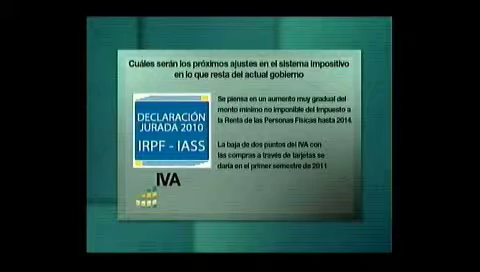 Cuáles serán los próximos ajustes en el sistema impositivo
en lo que resta del actual gobierno
DECLARACIÓN
JURADA 2010
IRPF - IASS
Se piensa en un aumento muy gradual del
monto mínimo no imponible del Impuesto a
la Renta de las Personas Físicas hasta 2014
La baja de dos puntos del IVA con
las compras a través de tarjetas se
daría en el primer semestre de 2011
IVA